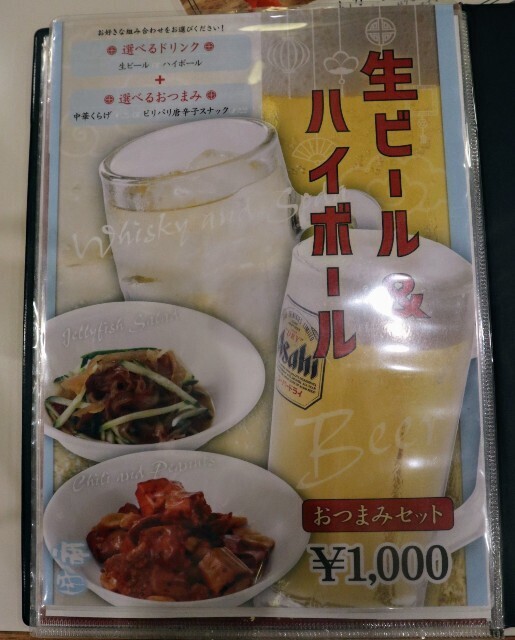 お好きな組み合わせをお選びください!
選べるドリンク
生ビール ハイボール
+
選べるおつまみ
中華くらげ ピリパリ唐辛子スナック
生ビール&
ハイボール
Whisky and Soda
Jellyfish Salad
Asahi
Beer
Chili and Peanuts
おつまみセット
¥1,000